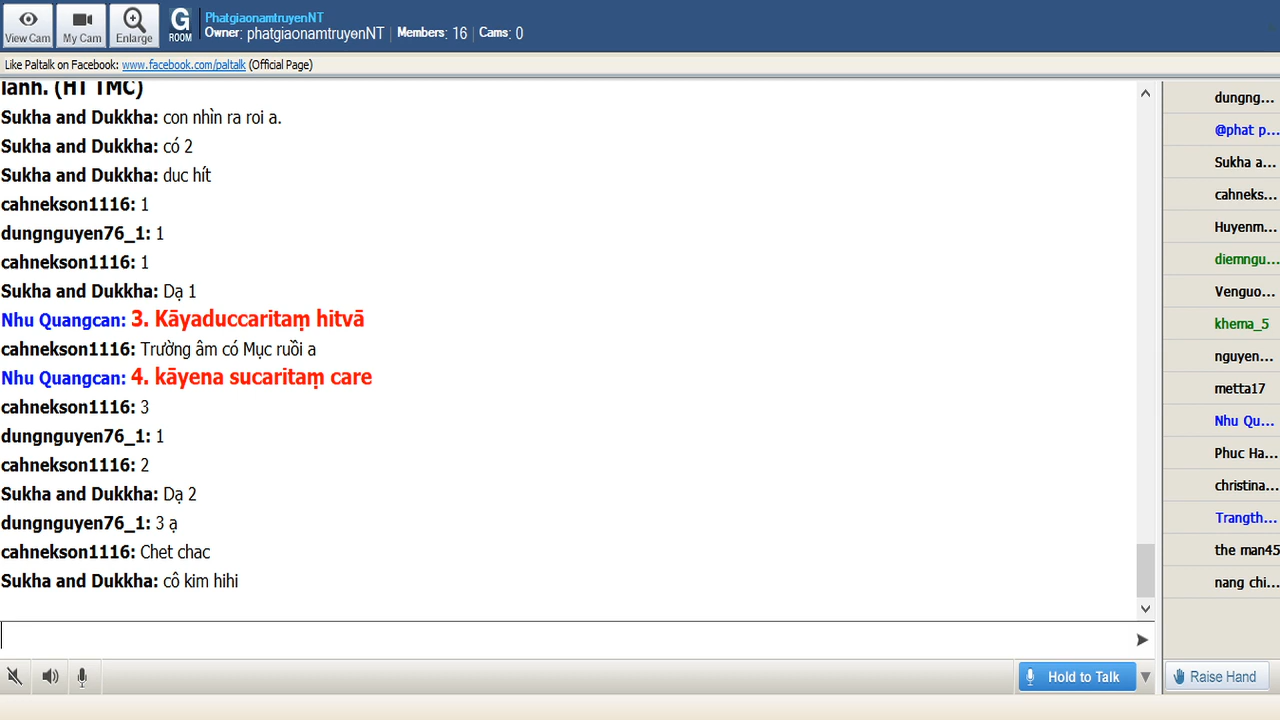 View Cam
My Cam
Enlarge
G
ROOM
PhatgiaonamtruyenNT
Owner: phatgiaonamtruyenNT | Members: 16 | Cams: 0
Like Paltalk on Facebook: www.facebook.com/paltalk (Official Page)
lành. (HT TMC)
Sukha and Dukkha: con nhìn ra roi a.
Sukha and Dukkha: có 2
Sukha and Dukkha: duc hít
cahnekson1116: 1
dungnguyen76_1: 1
cahnekson1116: 1
Sukha and Dukkha: Dạ 1
Nhu Quangcan: 3. Kāyaduccaritaṃ hitvā
cahnekson1116: Trường âm có Mục ruồi a
Nhu Quangcan: 4. kāyena sucaritaṃ care
cahnekson1116: 3
dungnguyen76_1: 1
cahnekson1116: 2
Sukha and Dukkha: Dạ 2
dungnguyen76_1: 3 ạ
cahnekson1116: Chet chac
Sukha and Dukkha: cô kim hihi
dungng...
@phat p...
Sukha a...
cahneks...
Huyenm...
diemngu...
Venguo...
khema_5
nguyen...
metta17
Nhu Qu...
Phuc Ha...
christina...
Trangth...
the man45
nang chi...
Hold to Talk
Raise Hand